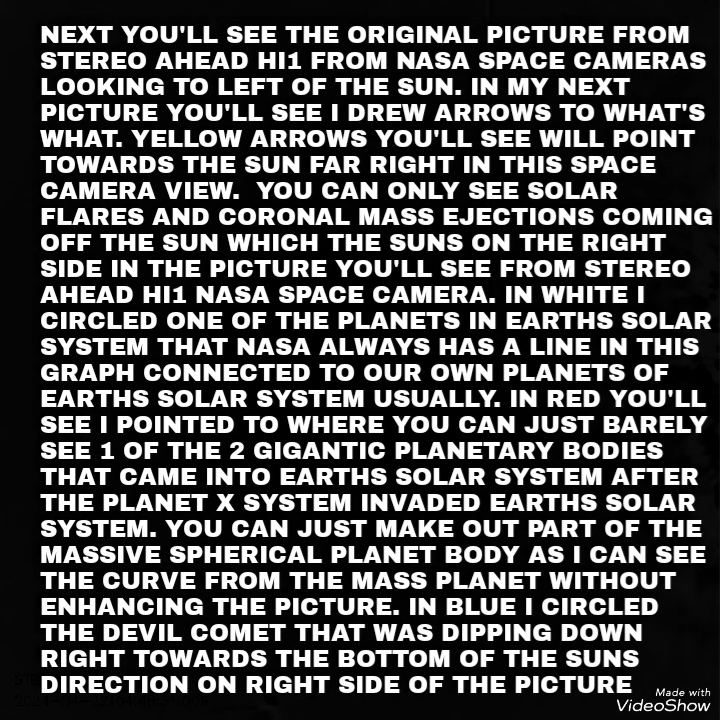 NEXT YOU'LL SEE THE ORIGINAL PICTURE FROM
STEREO AHEAD HI1 FROM NASA SPACE CAMERAS
LOOKING TO LEFT OF THE SUN. IN MY NEXT
PICTURE YOU'LL SEE I DREW ARROWS TO WHAT'S
WHAT. YELLOW ARROWS YOU'LL SEE WILL POINT
TOWARDS THE SUN FAR RIGHT IN THIS SPACE
CAMERA VIEW.  YOU CAN ONLY SEE SOLAR
FLARES AND CORONAL MASS EJECTIONS COMING
OFF THE SUN WHICH THE SUNS ON THE RIGHT
SIDE IN THE PICTURE YOU'LL SEE FROM STEREO
AHEAD HI1 NASA SPACE CAMERA. IN WHITE I
CIRCLED ONE OF THE PLANETS IN EARTHS SOLAR
SYSTEM THAT NASA ALWAYS HAS A LINE IN THIS
GRAPH CONNECTED TO OUR OWN PLANETS OF
EARTHS SOLAR SYSTEM USUALLY. IN RED YOU'LL
SEE I POINTED TO WHERE YOU CAN JUST BARELY
SEE 1 OF THE 2 GIGANTIC PLANETARY BODIES
THAT CAME INTO EARTHS SOLAR SYSTEM AFTER
THE PLANET X SYSTEM INVADED EARTHS SOLAR
SYSTEM. YOU CAN JUST MAKE OUT PART OF THE
MASSIVE SPHERICAL PLANET BODY AS I CAN SEE
THE CURVE FROM THE MASS PLANET WITHOUT
ENHANCING THE PICTURE. IN BLUE I CIRCLED
THE DEVIL COMET THAT WAS DIPPING DOWN
RIGHT TOWARDS THE BOTTOM OF THE SUNS
DIRECTION ON RIGHT SIDE OF THE PICTURE
Made with
VideoShow